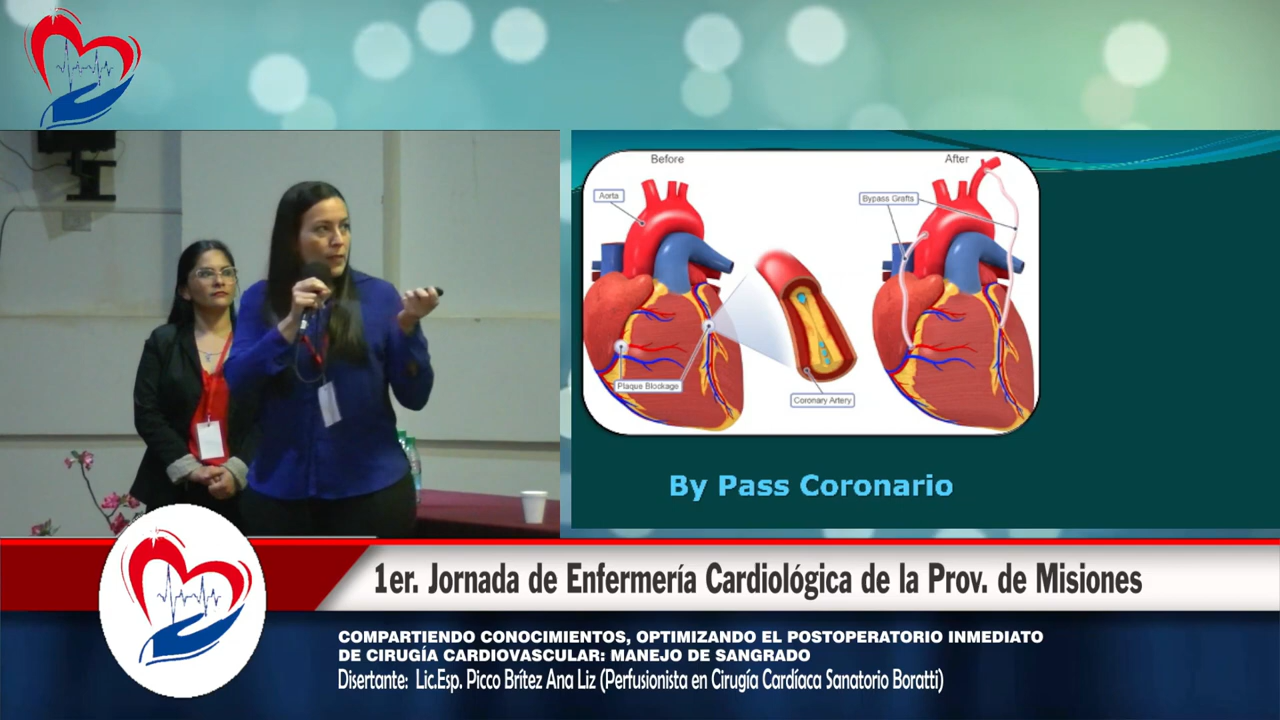 Before
After
Aorta
Bypass Grafts
Plaque Blockage
Coronary Artery
By Pass Coronario
1er. Jornada de Enfermería Cardiológica de la Prov. de Misiones
COMPARTIENDO CONOCIMIENTOS, OPTIMIZANDO EL POSTOPERATORIO INMEDIATO
DE CIRUGÍA CARDIOVASCULAR: MANEJO DE SANGRADO
Disertante: Lic.Esp. Picco Brítez Ana Liz (Perfusionista en Cirugía Cardíaca Sanatorio Boratti)